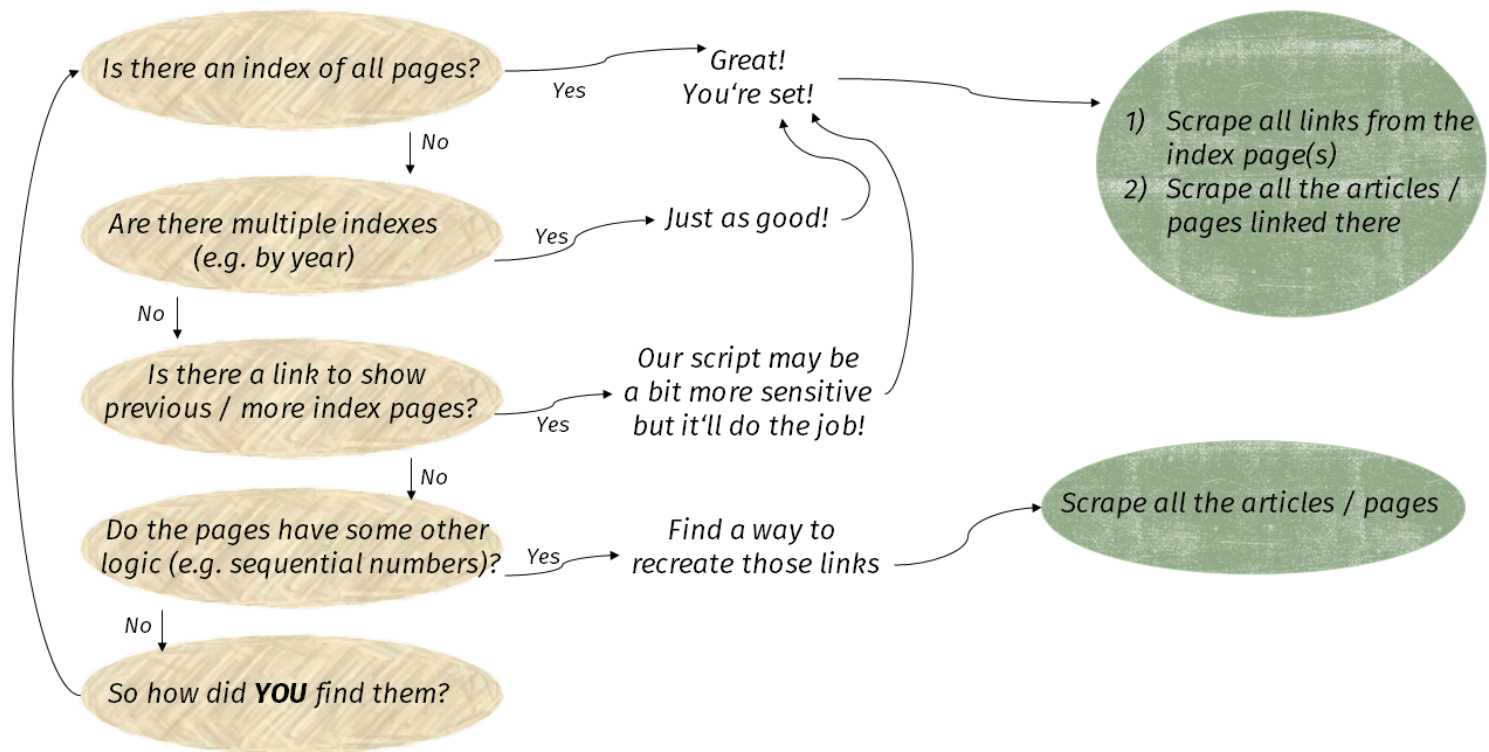 Is there an index of all pages?
Yes
Great!
You‘re set!
1) Scrape all links from the
index page(s)
2) Scrape all the articles /
pages linked there
No
Are there multiple indexes
(e.g. by year)
Yes
Just as good!
No
Is there a link to show
previous / more index pages?
Yes
Our script may be
a bit more sensitive
but it‘ll do the job!
No
Do the pages have some other
logic (e.g. sequential numbers)?
Yes
Find a way to
recreate those links
Scrape all the articles / pages
No
So how did YOU find them?